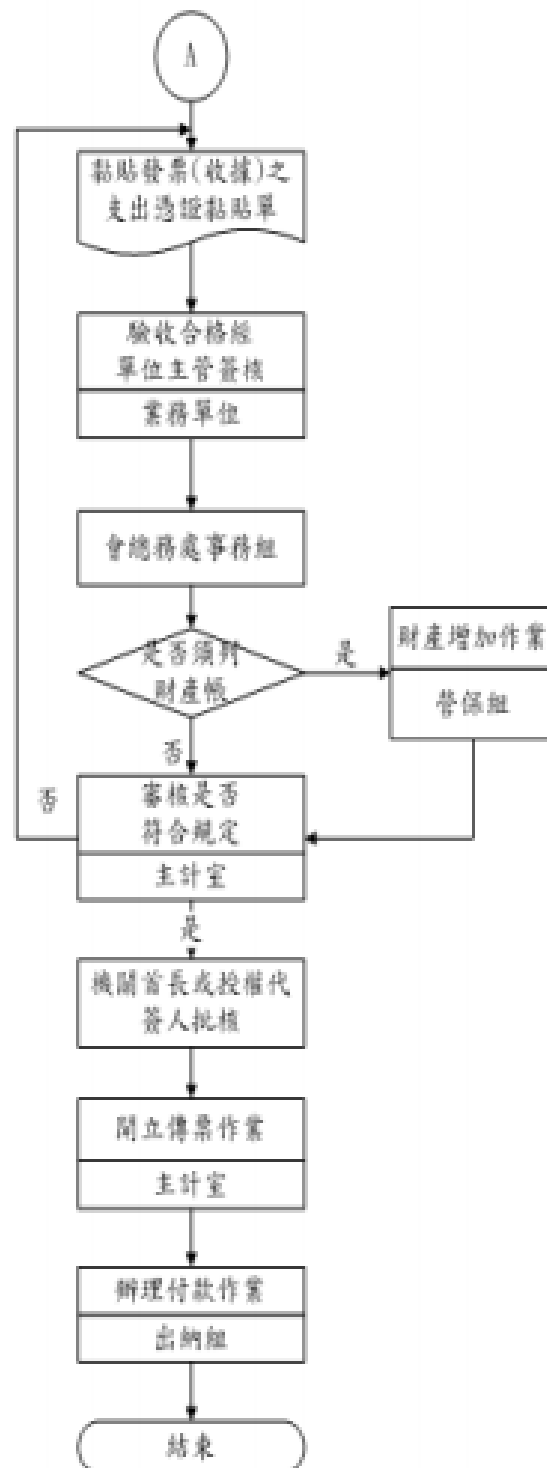 A
黏貼發票(收據)之
支出憑證黏貼單
驗收合格經
單位主管簽核
業務單位
會總務處事務組
是否須列
財產帳
是
財產增加作業
管保組
否
否
審核是否
符合規定
主計室
是
機關首長或授權代
簽人批核
開立傳票作業
主計室
辦理付款作業
出納組
結束